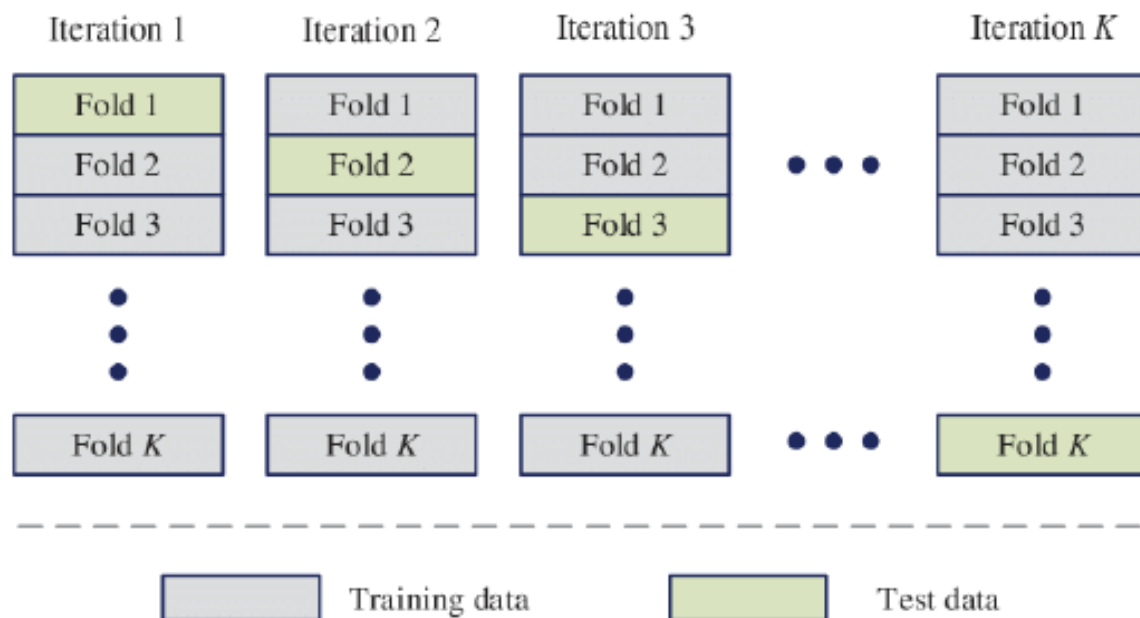 Iteration 1 Iteration 2 Iteration 3 Iteration K
Fold 1 Fold 1 Fold 1 Fold 1
Fold 2 Fold 2 Fold 2 Fold 2
Fold 3 Fold 3 Fold 3 Fold 3
Fold K Fold K Fold K Fold K
Training data Test data